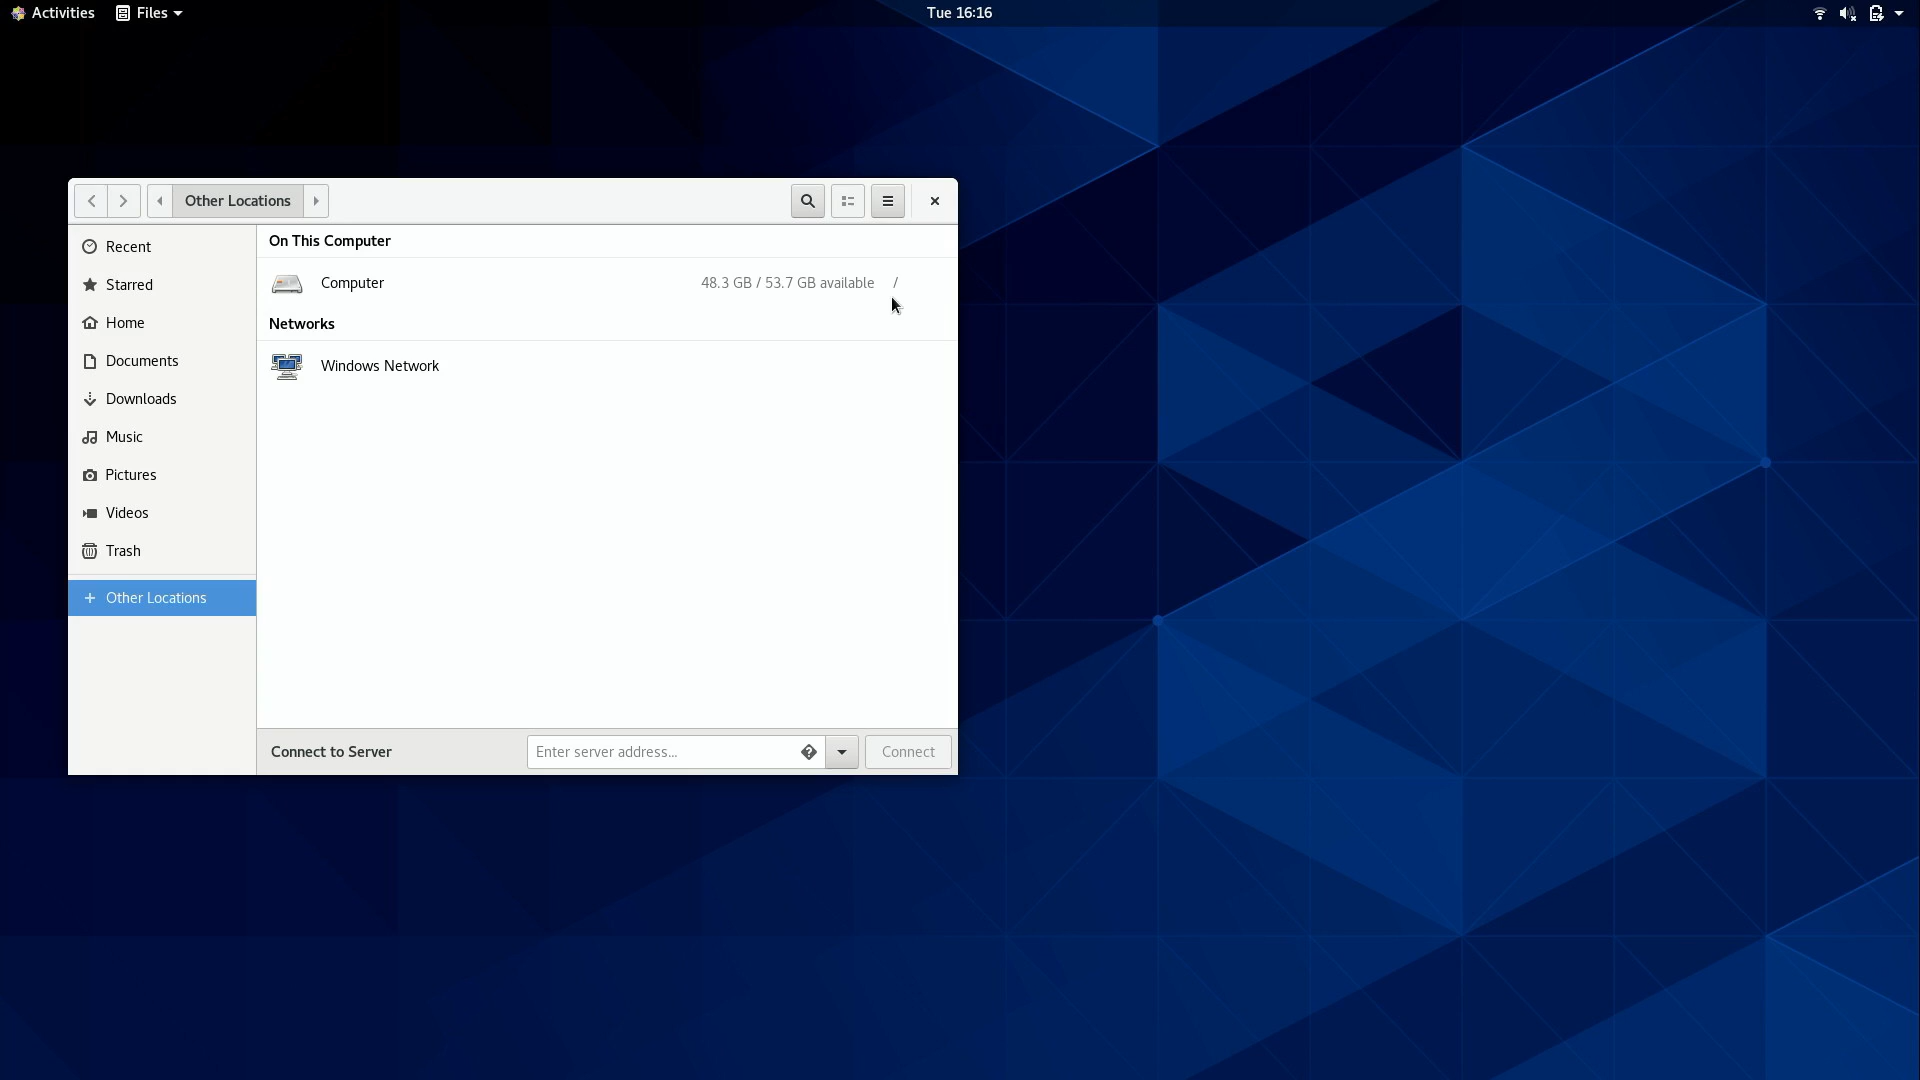 Activities
Files
Tue 16:16
Other Locations
Recent
Starred
Home
Documents
Downloads
Music
Pictures
Videos
Trash
Other Locations
On This Computer
Computer 48.3 GB / 53.7 GB available /
Networks
Windows Network
Connect to Server
Enter server address...
Connect